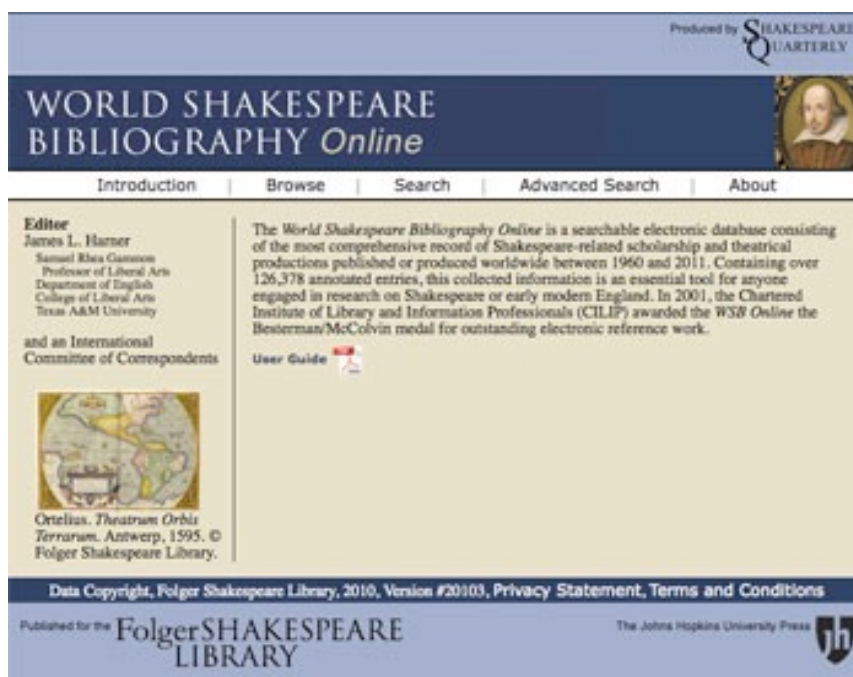 Produced by SHAKESPEARE
QUARTERLY
WORLD SHAKESPEARE
BIBLIOGRAPHY Online
Introduction | Browse | Search | Advanced Search | About
Editor
James L. Harner
Samuel Rhea Gammon
Professor of Liberal Arts
Department of English
College of Liberal Arts
Texas A&M University
and an International
Committee of Correspondents
Ortelius. Theatrum Orbis
Terrarum. Antwerp, 1595. ©
Folger Shakespeare Library.
The World Shakespeare Bibliography Online is a searchable electronic database consisting
of the most comprehensive record of Shakespeare-related scholarship and theatrical
productions published or produced worldwide between 1960 and 2011. Containing over
126,378 annotated entries, this collected information is an essential tool for anyone
engaged in research on Shakespeare or early modern England. In 2001, the Chartered
Institute of Library and Information Professionals (CILIP) awarded the WSB Online the
Besterman/McColvin medal for outstanding electronic reference work.
User Guide
Data Copyright, Folger Shakespeare Library, 2010, Version #20103, Privacy Statement, Terms and Conditions
Published for the Folger SHAKESPEARE
LIBRARY
The Johns Hopkins University Press jh